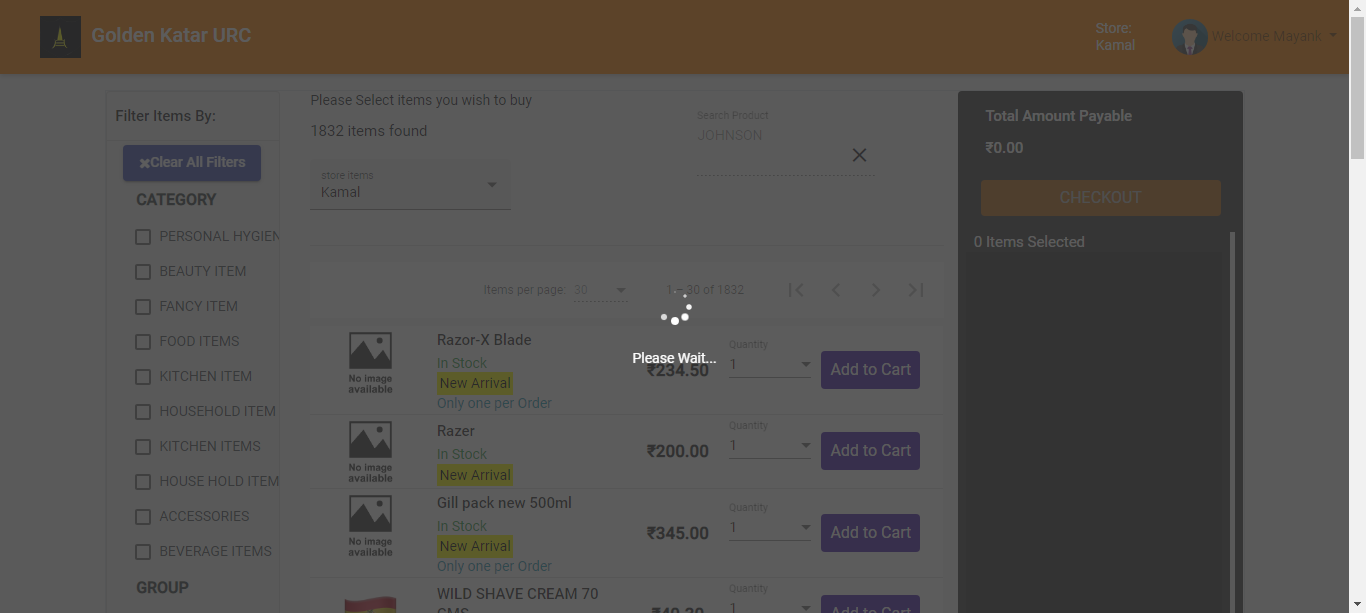 Golden Katar URC
Store:
Kamal
Welcome Mayank
Filter Items By:
✖Clear All Filters
CATEGORY
PERSONAL HYGIEN
BEAUTY ITEM
FANCY ITEM
FOOD ITEMS
KITCHEN ITEM
HOUSEHOLD ITEM
KITCHEN ITEMS
HOUSE HOLD ITEM
ACCESSORIES
BEVERAGE ITEMS
GROUP
Please Select items you wish to buy
1832 items found
Search Product
JOHNSON
store items
Kamal
Items per page: 30
1 – 30 of 1832
Please Wait...
No image
available
Razor-X Blade
In Stock
New Arrival
Only one per Order
₹234.50
Quantity
1
Add to Cart
No image
available
Razer
In Stock
New Arrival
₹200.00
Quantity
1
Add to Cart
No image
available
Gill pack new 500ml
In Stock
New Arrival
Only one per Order
₹345.00
Quantity
1
Add to Cart
WILD SHAVE CREAM 70
GMS
₹49.30
Quantity
1
Add to Cart
Total Amount Payable
₹0.00
CHECKOUT
0 Items Selected